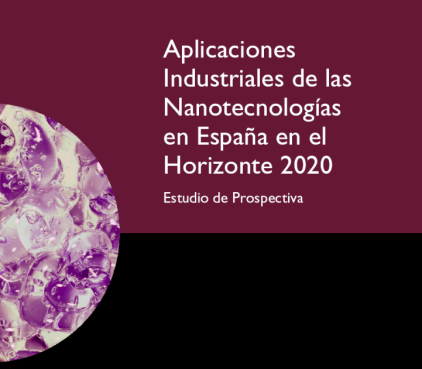 Aplicaciones
Industriales de las
Nanotecnologías
en España en el
Horizonte 2020
Estudio de Prospectiva